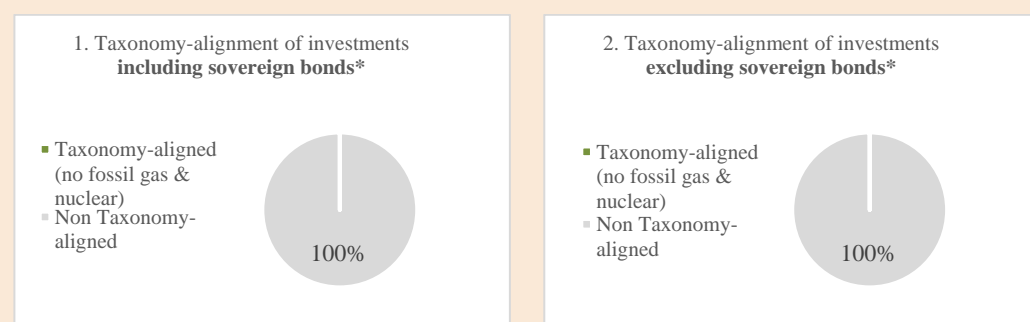 1. Taxonomy-alignment of investments
including sovereign bonds*
Taxonomy-aligned
(no fossil gas &
nuclear)
Non Taxonomy-
aligned
100%
2. Taxonomy-alignment of investments
excluding sovereign bonds*
Taxonomy-aligned
(no fossil gas &
nuclear)
Non Taxonomy-
aligned
100%